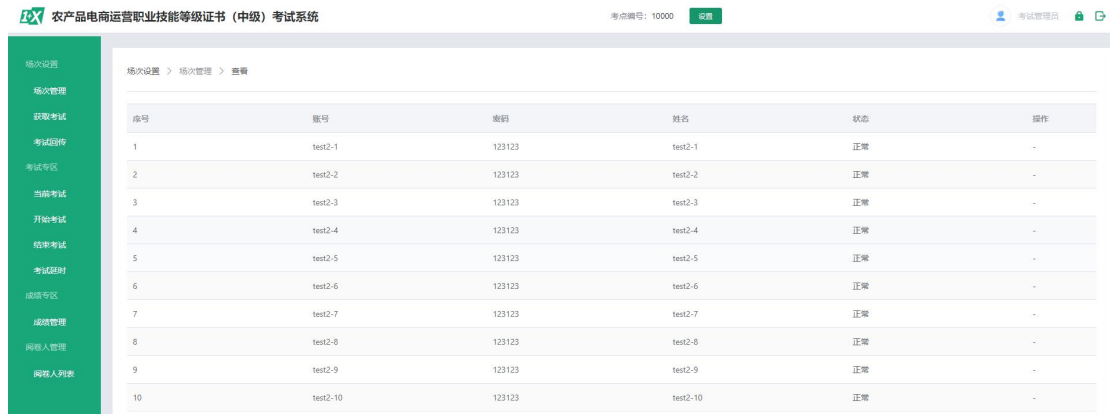 1+X 农产品电商运营职业技能等级证书（中级）考试系统 考点编号：10000 设置 考试管理员
场次设置
场次管理
获取考试
考试回传
考试专区
当前考试
开始考试
结束考试
考试延时
成绩专区
成绩管理
阅卷人管理
阅卷人列表
场次设置 > 场次管理 > 查看
序号 账号 密码 姓名 状态 操作
1 test2-1 123123 test2-1 正常 -
2 test2-2 123123 test2-2 正常 -
3 test2-3 123123 test2-3 正常 -
4 test2-4 123123 test2-4 正常 -
5 test2-5 123123 test2-5 正常 -
6 test2-6 123123 test2-6 正常 -
7 test2-7 123123 test2-7 正常 -
8 test2-8 123123 test2-8 正常 -
9 test2-9 123123 test2-9 正常 -
10 test2-10 123123 test2-10 正常 -